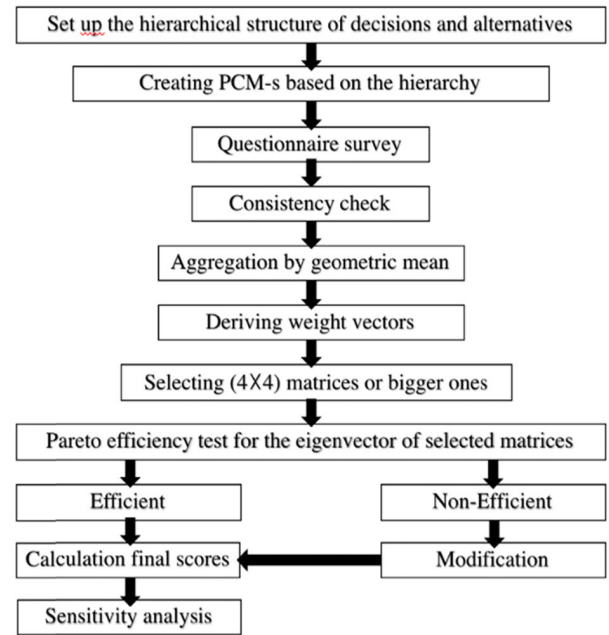 Set up the hierarchical structure of decisions and alternatives
Creating PCM-s based on the hierarchy
Questionnaire survey
Consistency check
Aggregation by geometric mean
Deriving weight vectors
Selecting (4X4) matrices or bigger ones
Pareto efficiency test for the eigenvector of selected matrices
Efficient
Non-Efficient
Calculation final scores
Modification
Sensitivity analysis